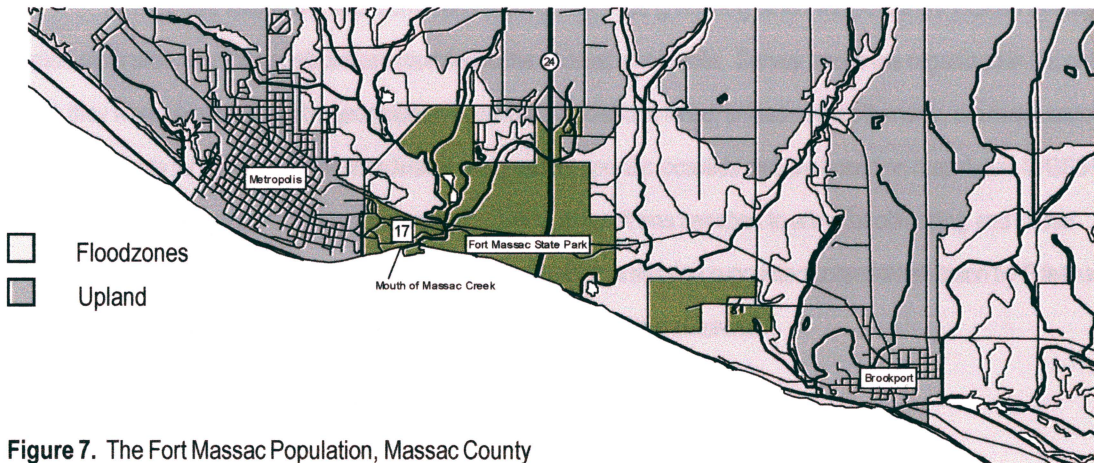 24
Metropolis
17
Fort Massac State Park
Mouth of Massac Creek
Floodzones
Upland
Brookport
Figure 7. The Fort Massac Population, Massac County